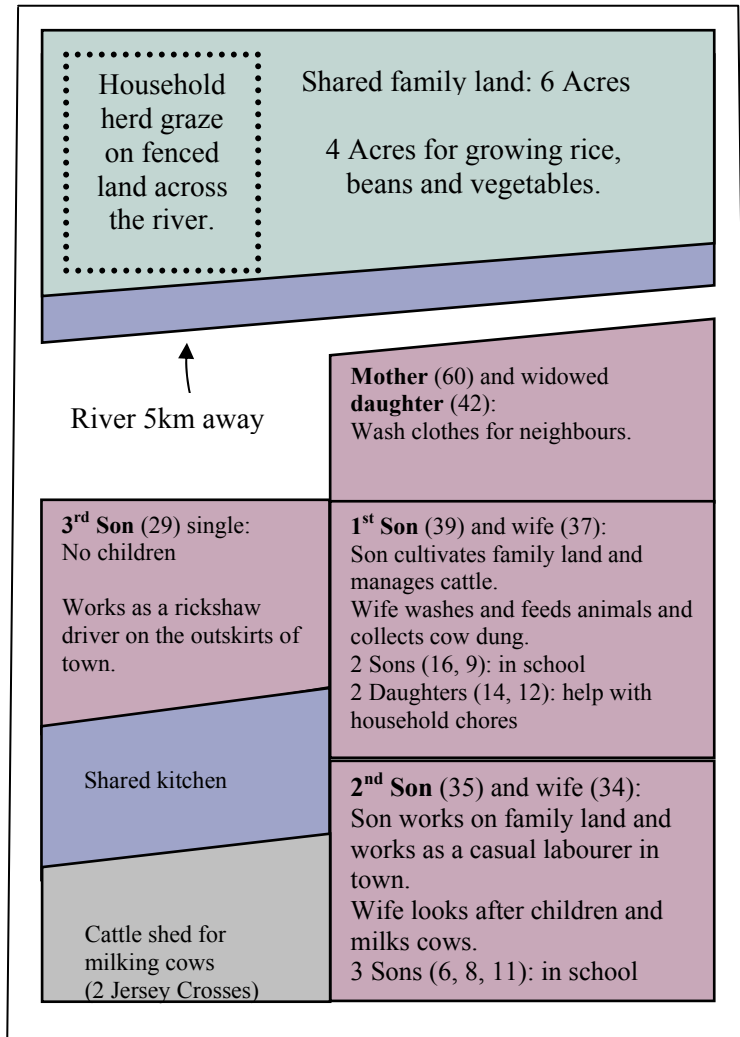 Household
herd graze
on fenced
land across
the river.
Shared family land: 6 Acres
4 Acres for growing rice,
beans and vegetables.
River 5km away
Mother (60) and widowed
daughter (42):
Wash clothes for neighbours.
3rd Son (29) single:
No children
Works as a rickshaw
driver on the outskirts of
town.
1st Son (39) and wife (37):
Son cultivates family land and
manages cattle.
Wife washes and feeds animals and
collects cow dung.
2 Sons (16, 9): in school
2 Daughters (14, 12): help with
household chores
Shared kitchen
2nd Son (35) and wife (34):
Son works on family land and
works as a casual labourer in
town.
Wife looks after children and
milks cows.
3 Sons (6, 8, 11): in school
Cattle shed for
milking cows
(2 Jersey Crosses)